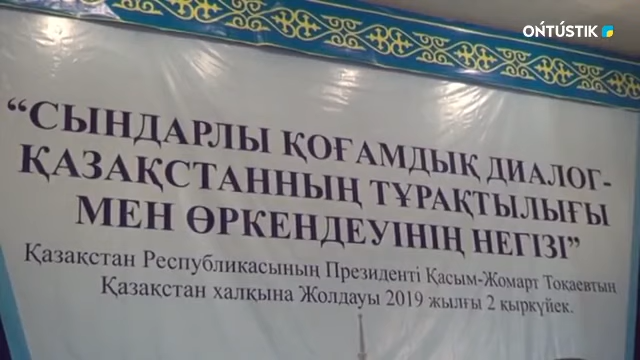 OŃTÚSTIK
“СЫНДАРЛЫ ҚОҒАМДЫҚ ДИАЛОГ-
ҚАЗАҚСТАННЫҢ ТҰРАҚТЫЛЫҒЫ
МЕН ӨРКЕНДЕУІНІҢ НЕГІЗІ”
Қазақстан Республикасының Президенті Қасым-Жомарт Тоқаевтың
Қазақстан халқына Жолдауы 2019 жылғы 2 қыркүйек.